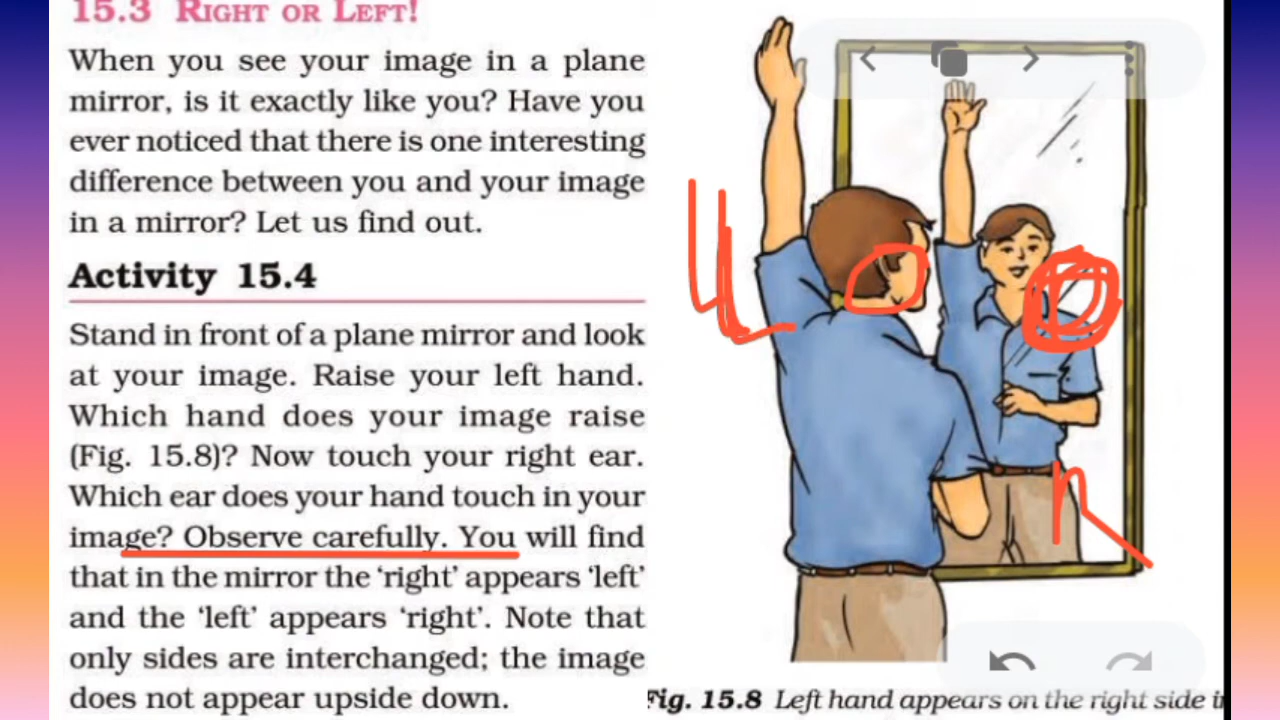 15.3 RIGHT OR LEFT!
When you see your image in a plane
mirror, is it exactly like you? Have you
ever noticed that there is one interesting
difference between you and your image
in a mirror? Let us find out.
Activity 15.4
Stand in front of a plane mirror and look
at your image. Raise your left hand.
Which hand does your image raise
(Fig. 15.8)? Now touch your right ear.
Which ear does your hand touch in your
image? Observe carefully. You will find
that in the mirror the ‘right’ appears ‘left’
and the ‘left’ appears ‘right’. Note that
only sides are interchanged; the image
does not appear upside down.
Fig. 15.8 Left hand appears on the right side